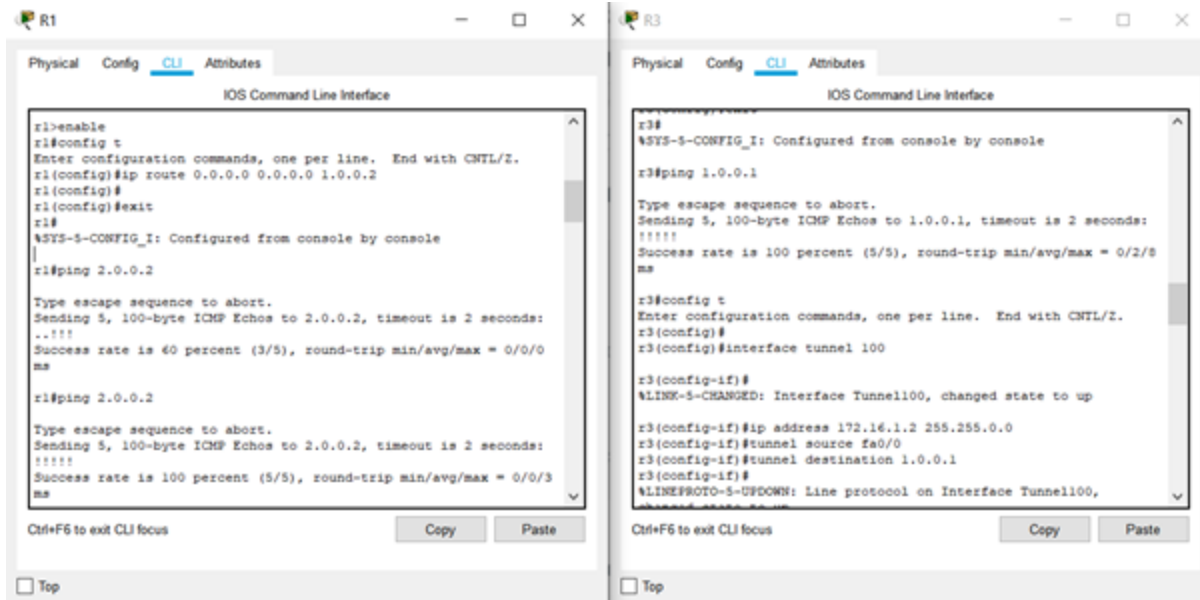 R1
Physical Config CLI Attributes
IOS Command Line Interface
r1>enable
r1#config t
Enter configuration commands, one per line.  End with CNTL/Z.
r1(config)#ip route 0.0.0.0 0.0.0.0 1.0.0.2
r1(config)#
r1(config)#exit
r1#
%SYS-5-CONFIG_I: Configured from console by console
r1#ping 2.0.0.2
Type escape sequence to abort.
Sending 5, 100-byte ICMP Echos to 2.0.0.2, timeout is 2 seconds:
..!!!
Success rate is 60 percent (3/5), round-trip min/avg/max = 0/0/0
ms
r1#ping 2.0.0.2
Type escape sequence to abort.
Sending 5, 100-byte ICMP Echos to 2.0.0.2, timeout is 2 seconds:
!!!!!
Success rate is 100 percent (5/5), round-trip min/avg/max = 0/0/3
ms
Ctrl+F6 to exit CLI focus
Copy Paste
Top
R3
Physical Config CLI Attributes
IOS Command Line Interface
r3#
%SYS-5-CONFIG_I: Configured from console by console
r3#ping 1.0.0.1
Type escape sequence to abort.
Sending 5, 100-byte ICMP Echos to 1.0.0.1, timeout is 2 seconds:
!!!!!
Success rate is 100 percent (5/5), round-trip min/avg/max = 0/2/8
ms
r3#config t
Enter configuration commands, one per line.  End with CNTL/Z.
r3(config)#
r3(config)#interface tunnel 100
r3(config-if)#
%LINK-5-CHANGED: Interface Tunnel100, changed state to up
r3(config-if)#ip address 172.16.1.2 255.255.0.0
r3(config-if)#tunnel source fa0/0
r3(config-if)#tunnel destination 1.0.0.1
r3(config-if)#
%LINEPROTO-5-UPDOWN: Line protocol on Interface Tunnel100,
Ctrl+F6 to exit CLI focus
Copy Paste
Top